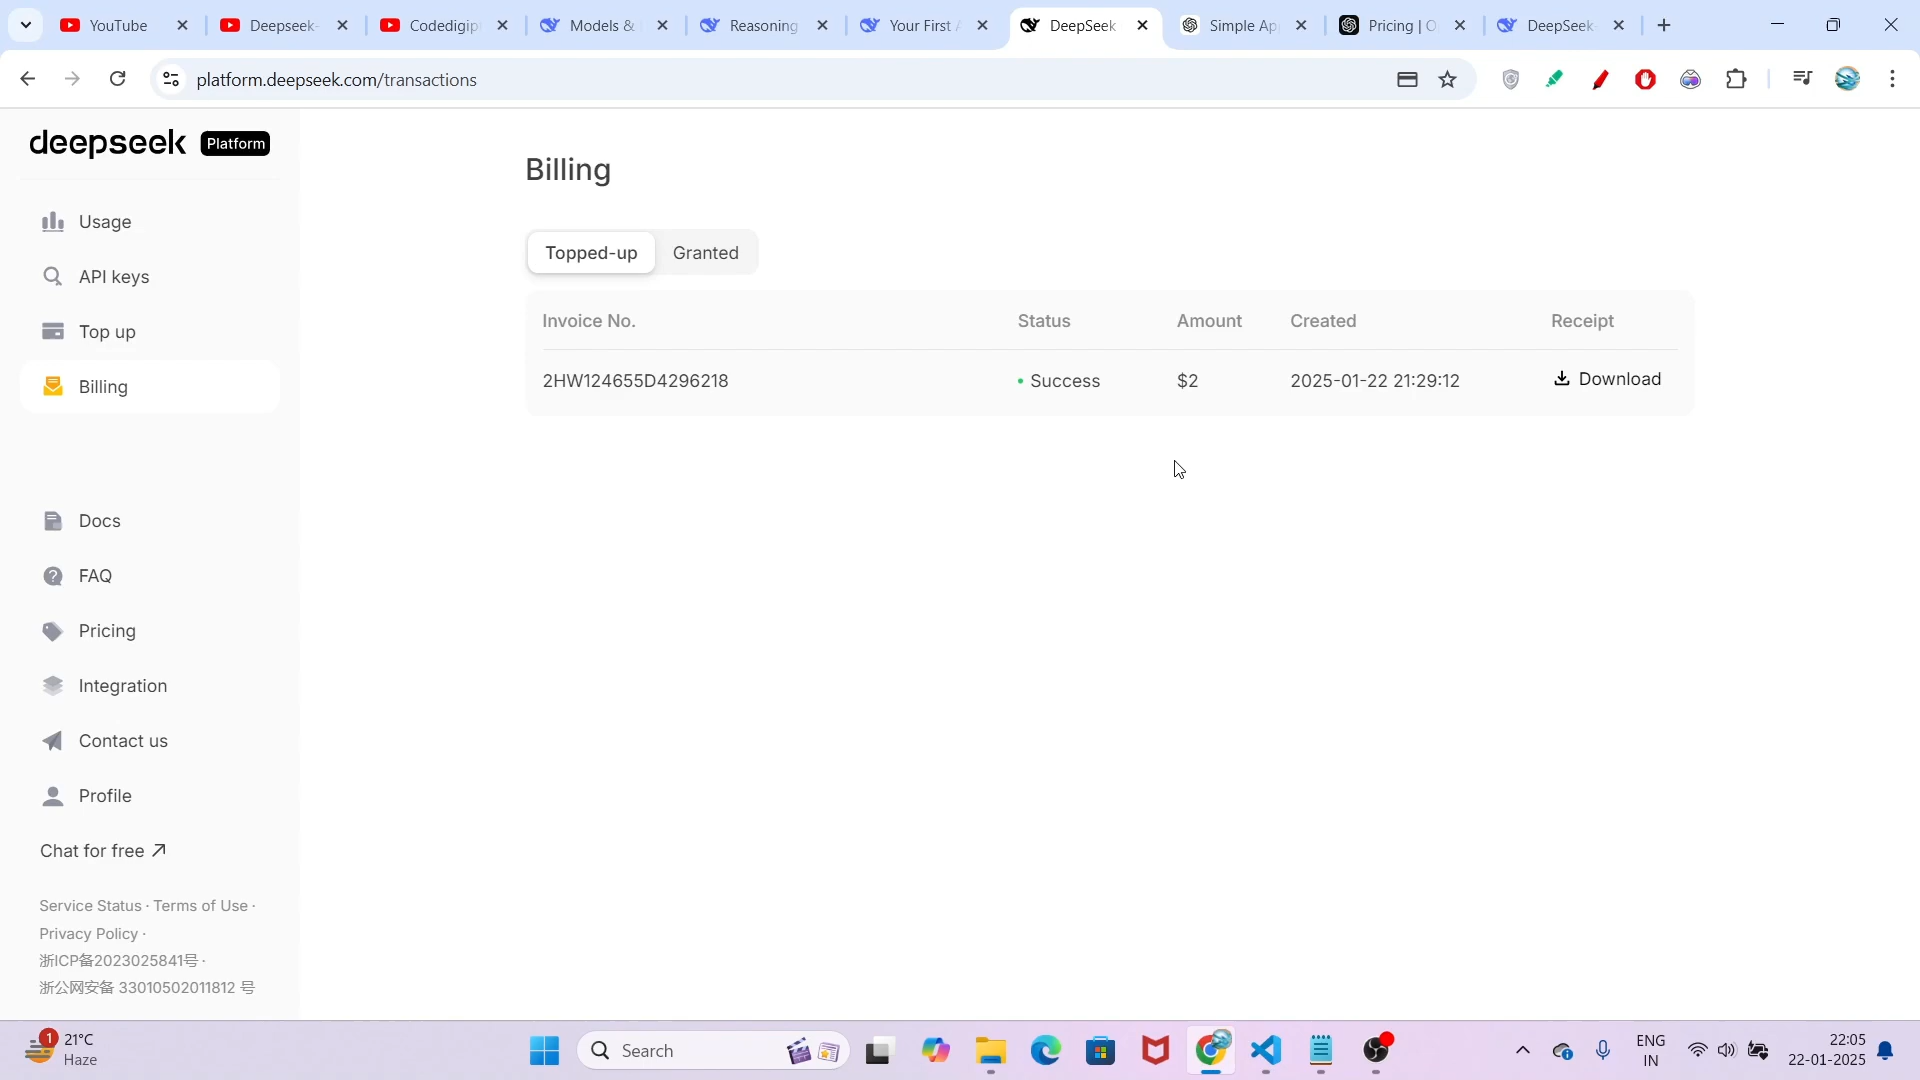 YouTube
Deepseek-
Codedigip
Models &
Reasoning
Your First A
DeepSeek
Simple Ap
Pricing | O
DeepSeek-
platform.deepseek.com/transactions
deepseek Platform
Usage
API keys
Top up
Billing
Docs
FAQ
Pricing
Integration
Contact us
Profile
Chat for free
Service Status · Terms of Use ·
Privacy Policy ·
浙ICP备2023025841号 ·
浙公网安备 33010502011812 号
Billing
Topped-up Granted
Invoice No. Status Amount Created Receipt
2HW124655D4296218 Success $2 2025-01-22 21:29:12 Download
1
21°C
Haze
Search
ENG
IN
22:05
22-01-2025